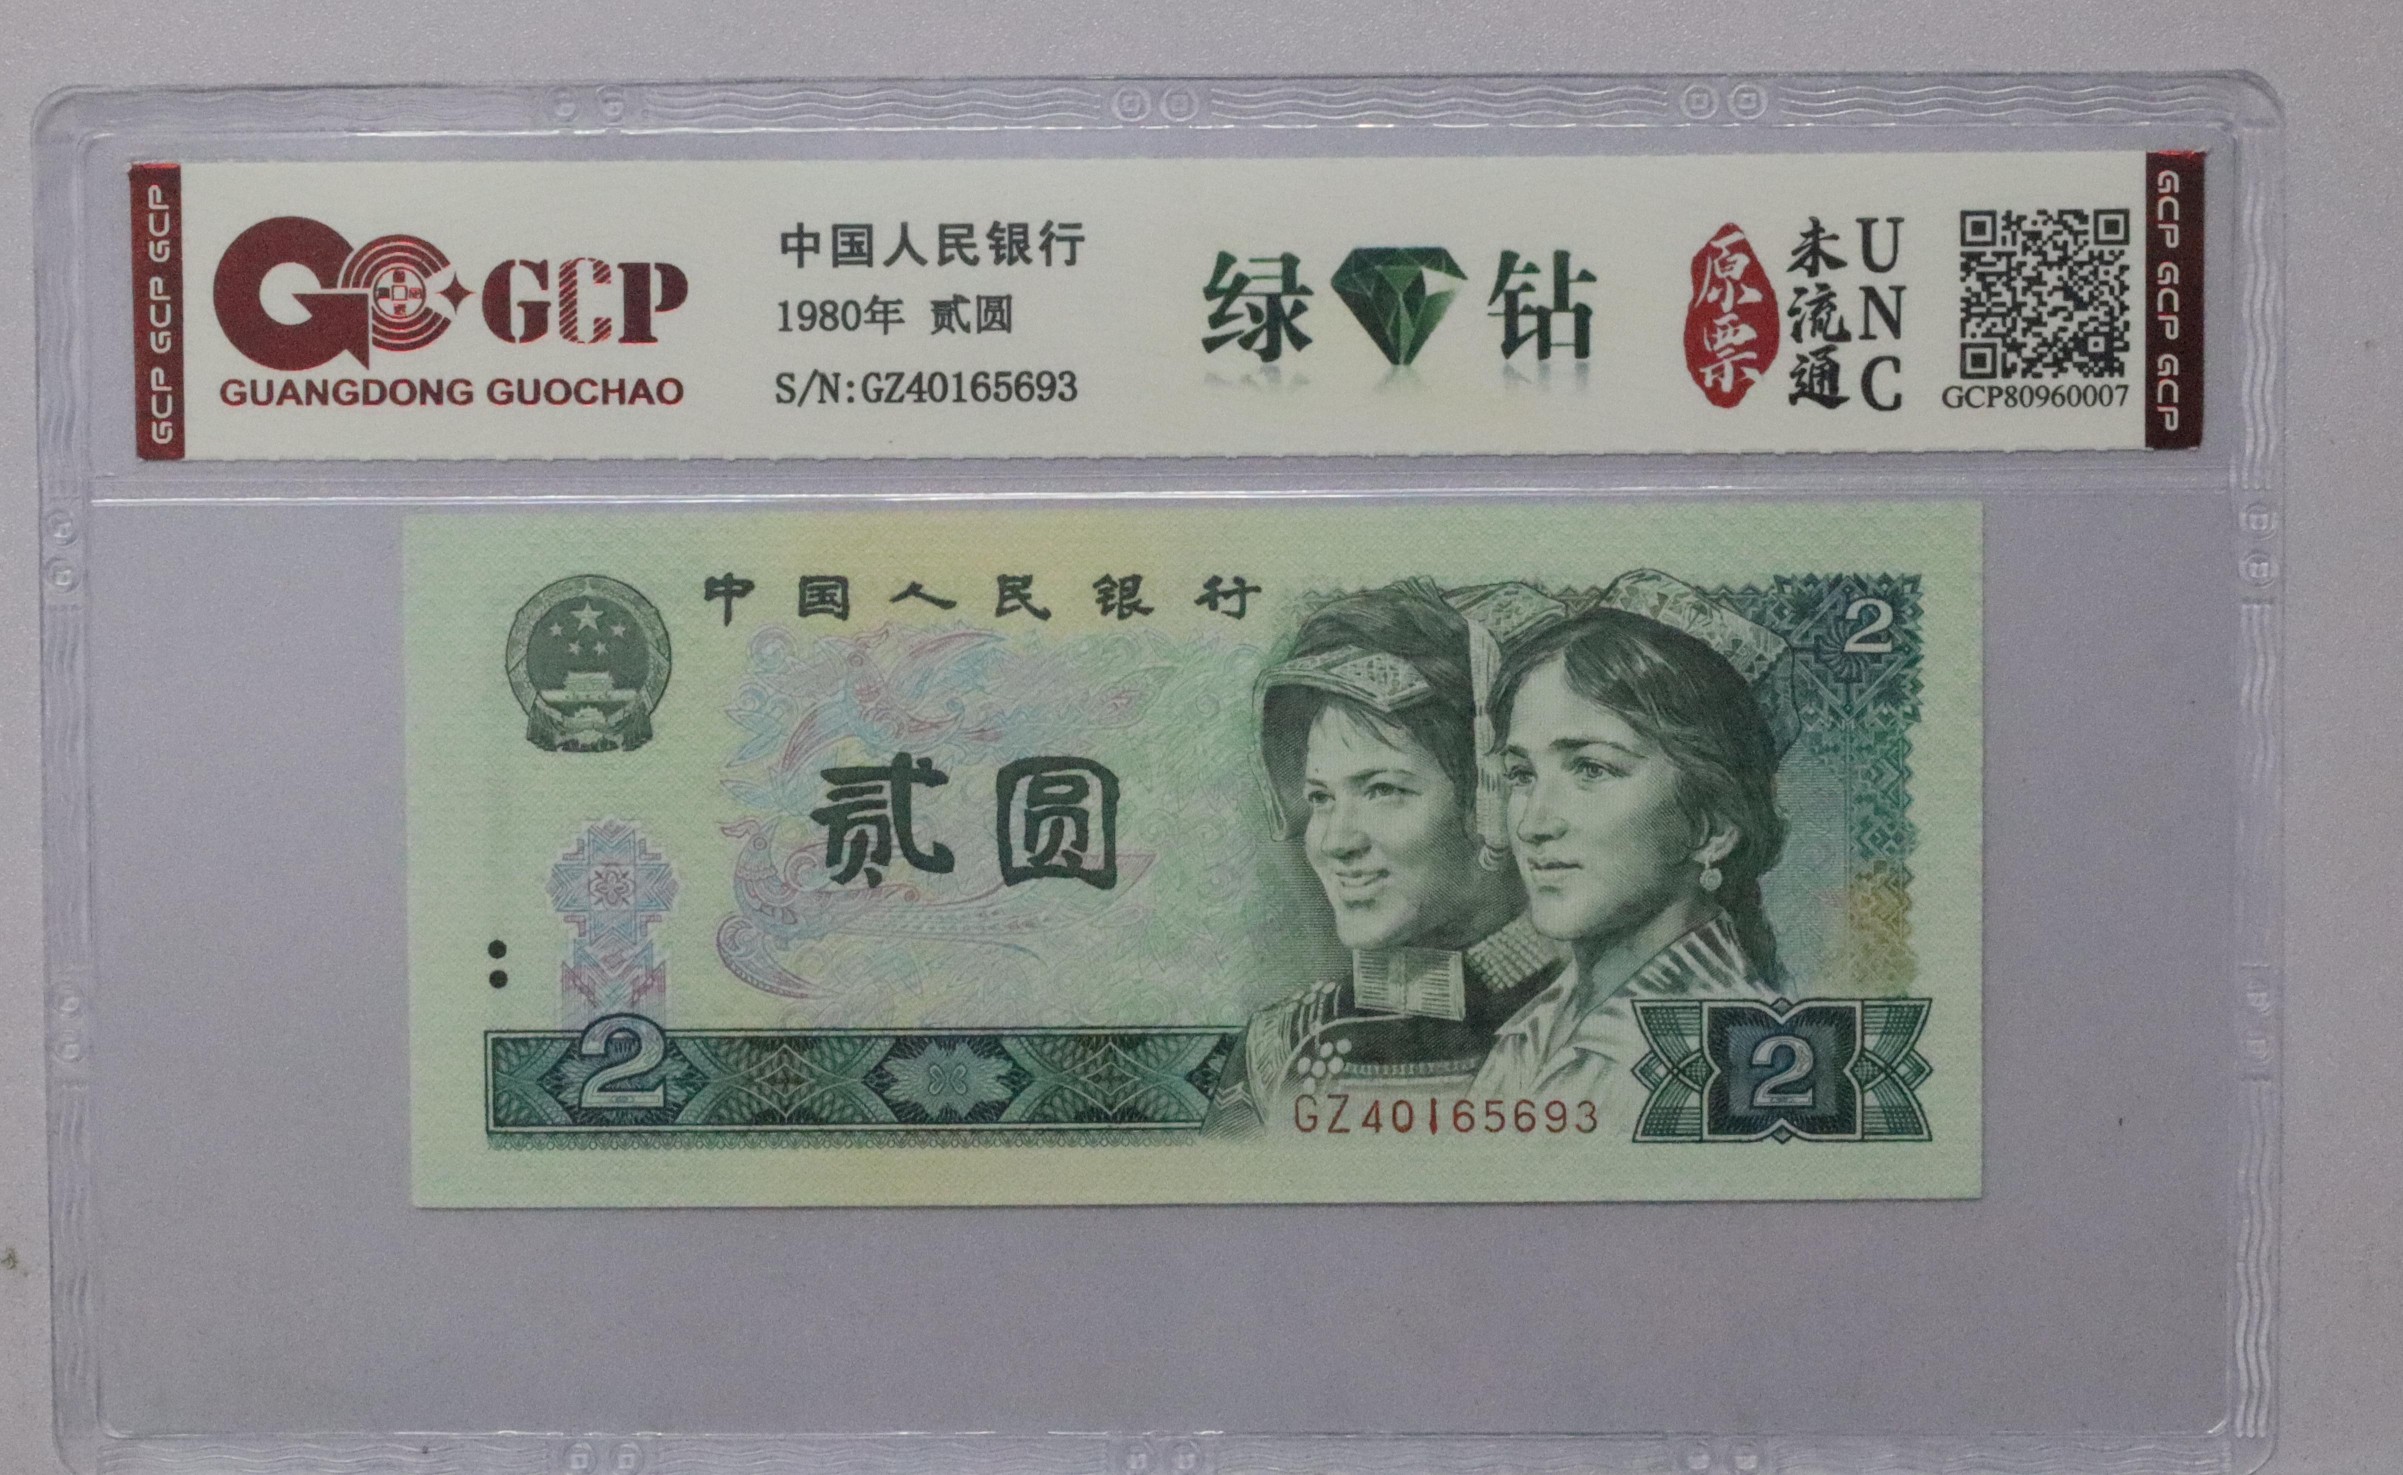 GCP GCP GCP
GCP
GUANGDONG GUOCHAO
中国人民银行
1980年 贰圆
S/N:GZ40165693
绿钻
原票
未流通
UNC
GCP80960007
GCP GCP GCP
中国人民银行
2
贰圆
2
GZ40165693
2